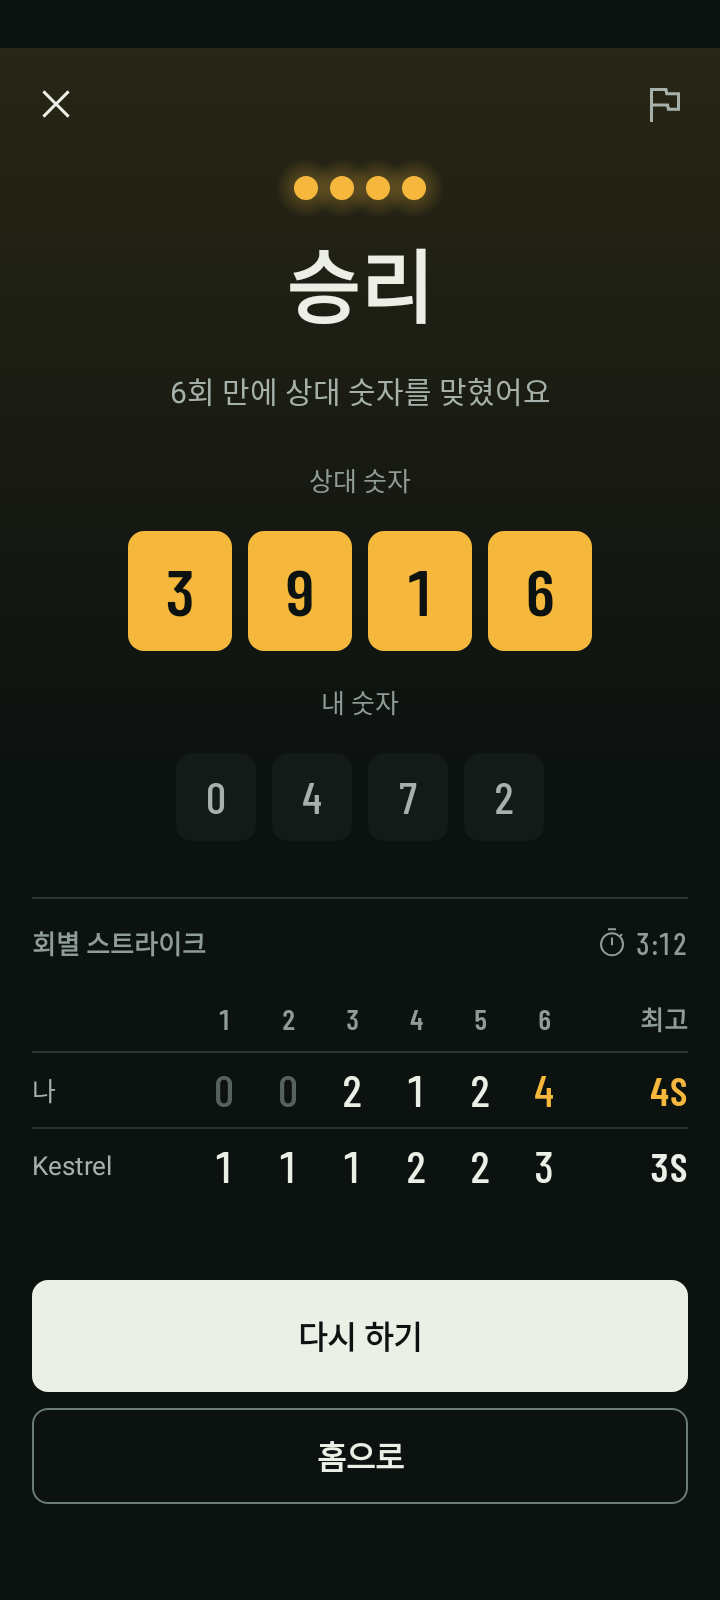 승리
6회 만에 상대 숫자를 맞혔어요
상대 숫자
3 9 1 6
내 숫자
0 4 7 2
회별 스트라이크 3:12
1 2 3 4 5 6 최고
나 0 0 2 1 2 4 4S
Kestrel 1 1 1 2 2 3 3S
다시 하기
홈으로